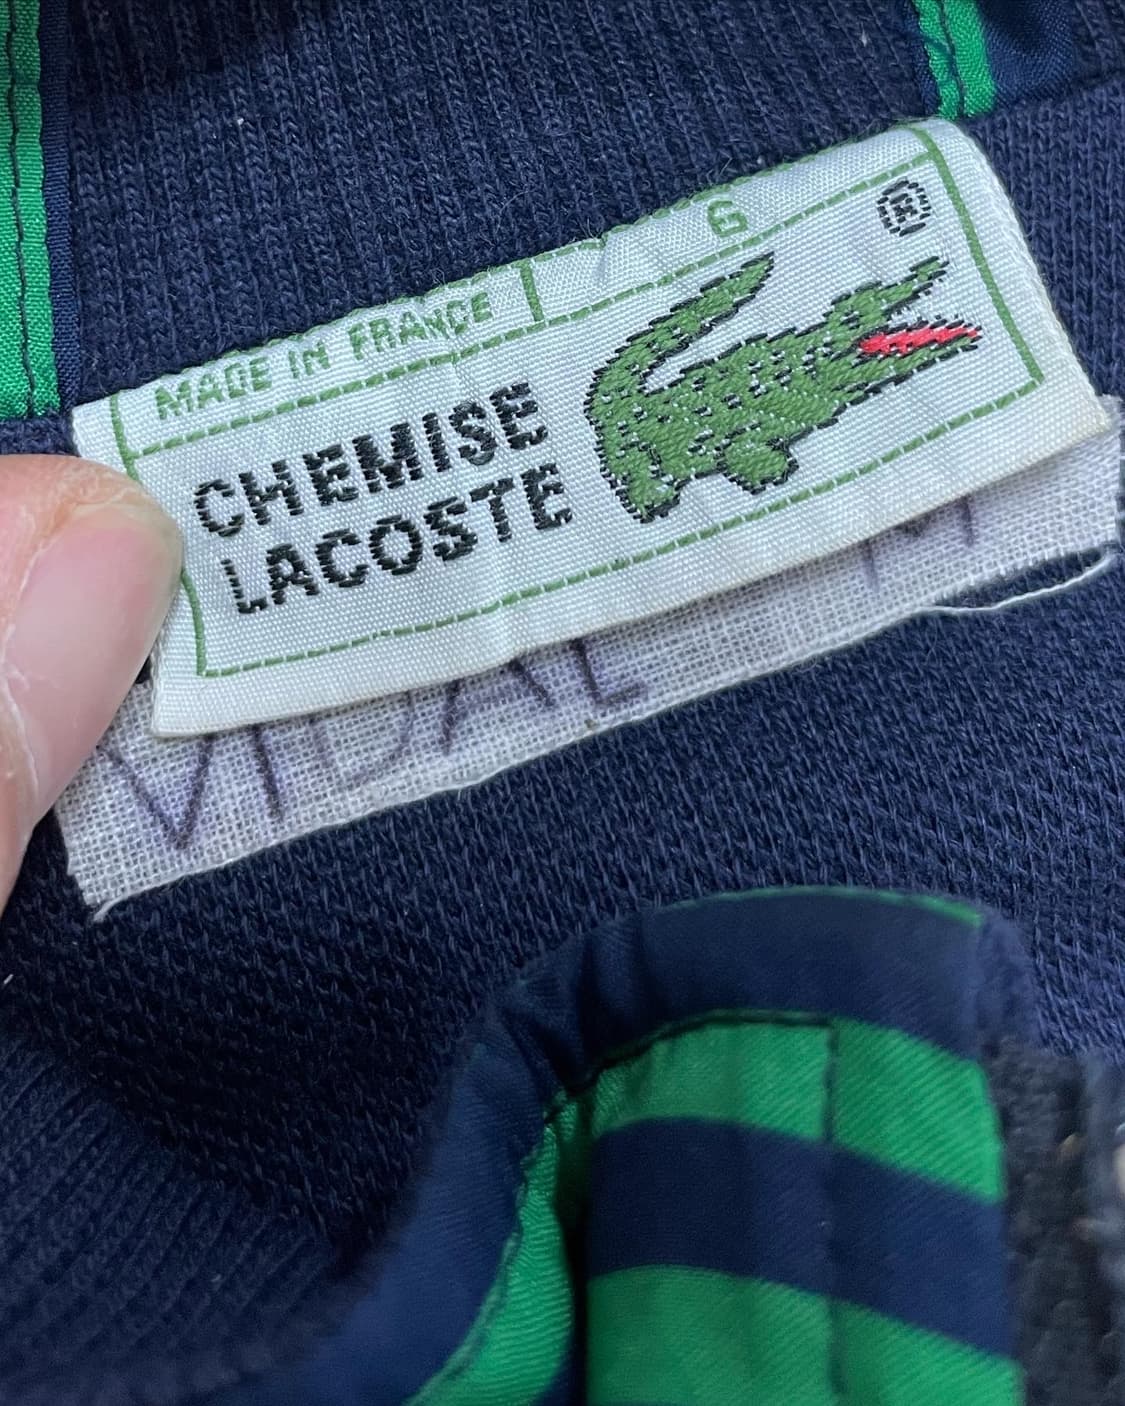 MADE IN FRANCE 6 ®
CHEMISE
LACOSTE
VIDAL M